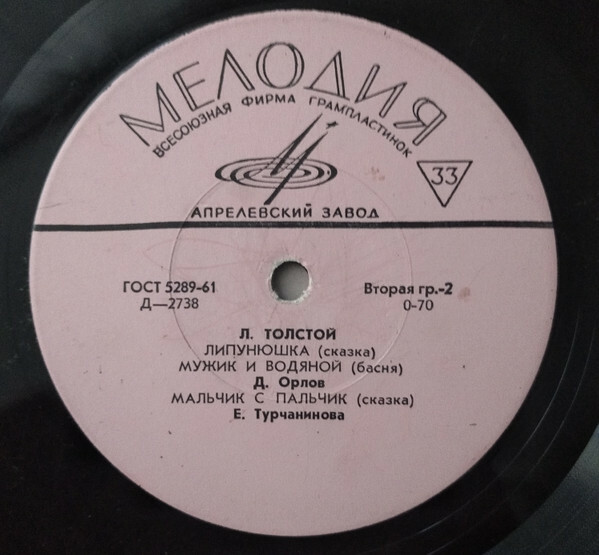 МЕЛОДИЯ
ВСЕСОЮЗНАЯ ФИРМА ГРАМПЛАСТИНОК
33
АПРЕЛЕВСКИЙ ЗАВОД
ГОСТ 5289-61
Д—2738
Вторая гр.-2
0-70
Л. ТОЛСТОЙ
ЛИПУНЮШКА (сказка)
МУЖИК И ВОДЯНОЙ (басня)
Д. Орлов
МАЛЬЧИК С ПАЛЬЧИК (сказка)
Е. Турчанинова